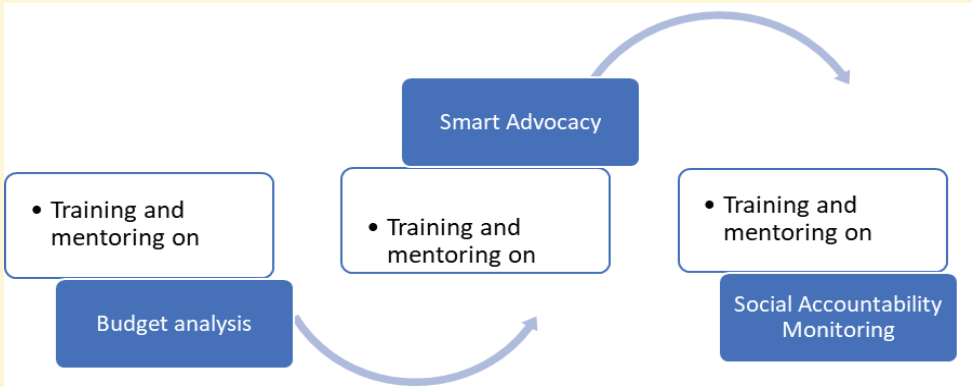 • Training and
mentoring on
Budget analysis
Smart Advocacy
• Training and
mentoring on
• Training and
mentoring on
Social Accountability
Monitoring